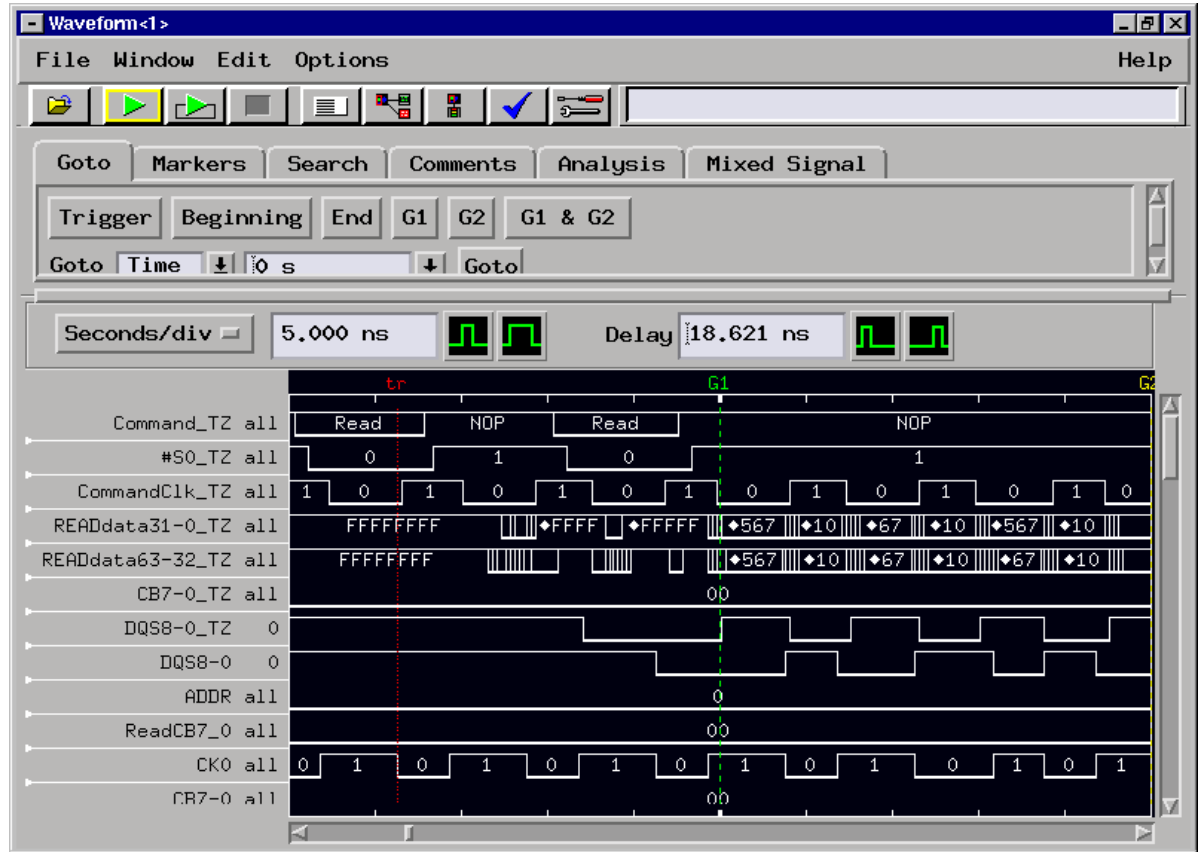 Waveform<1>
File Window Edit Options Help
Goto Markers Search Comments Analysis Mixed Signal
Trigger Beginning End G1 G2 G1 & G2
Goto Time 0 s Goto
Seconds/div 5.000 ns Delay 18.621 ns
tr G1 G2
Command_TZ all Read NOP Read NOP
#S0_TZ all 0 1 0 1
CommandClk_TZ all 1 0 1 0 1 0 1 0 1 0 1 0 1 0
READdata31-0_TZ all FFFFFFFF ◆FFFF ◆FFFFF ◆567 ◆10 ◆67 ◆10 ◆567 ◆10
READdata63-32_TZ all FFFFFFFF ◆567 ◆10 ◆67 ◆10 ◆67 ◆10
CB7-0_TZ all 00
DQS8-0_TZ 0
DQS8-0 0
ADDR all 0
ReadCB7_0 all 00
CK0 all 0 1 0 1 0 1 0 1 0 1 0 1 0 1
CB7-0 all 00